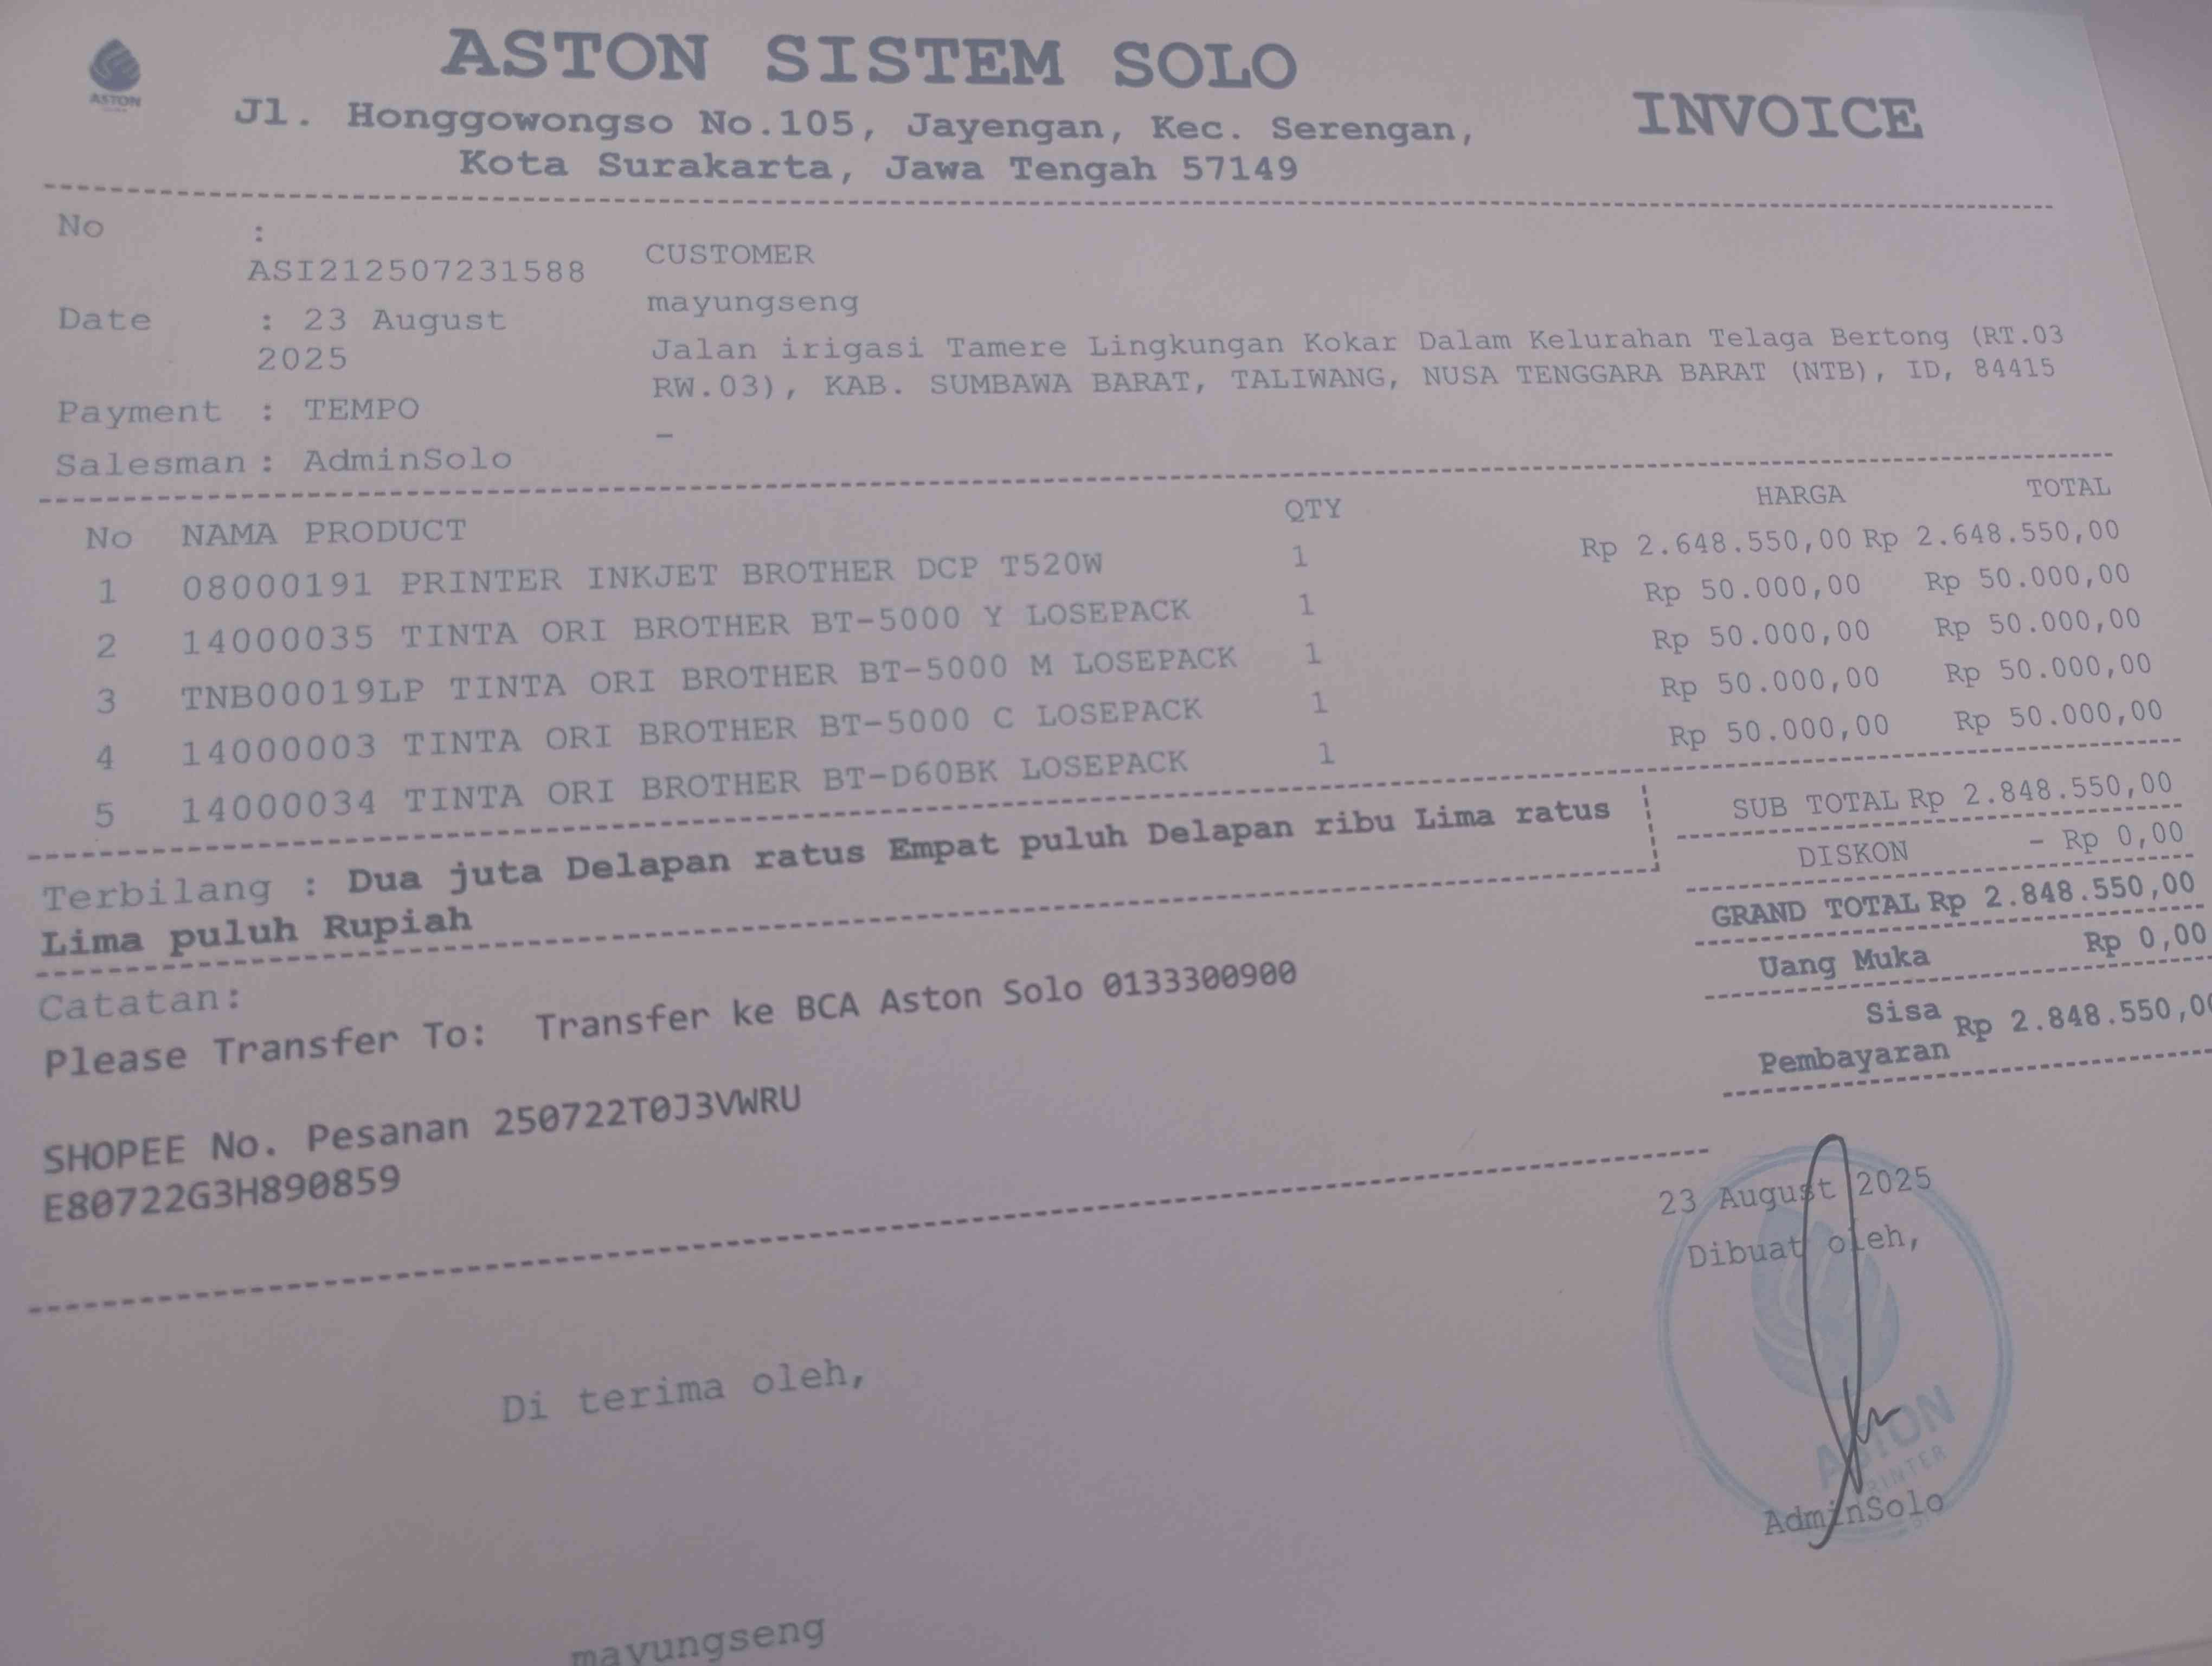 ASTON
ASTON SISTEM SOLO
Jl. Honggowongso No.105, Jayengan, Kec. Serengan,
Kota Surakarta, Jawa Tengah 57149
INVOICE
No :
ASI212507231588
Date : 23 August
2025
Payment : TEMPO
Salesman : AdminSolo
CUSTOMER
mayungseng
Jalan irigasi Tamere Lingkungan Kokar Dalam Kelurahan Telaga Bertong (RT.03
RW.03), KAB. SUMBAWA BARAT, TALIWANG, NUSA TENGGARA BARAT (NTB), ID, 84415
-
No NAMA PRODUCT QTY HARGA TOTAL
1 08000191 PRINTER INKJET BROTHER DCP T520W 1 Rp 2.648.550,00 Rp 2.648.550,00
2 14000035 TINTA ORI BROTHER BT-5000 Y LOSEPACK 1 Rp 50.000,00 Rp 50.000,00
3 TNB00019LP TINTA ORI BROTHER BT-5000 M LOSEPACK 1 Rp 50.000,00 Rp 50.000,00
4 14000003 TINTA ORI BROTHER BT-5000 C LOSEPACK 1 Rp 50.000,00 Rp 50.000,00
5 14000034 TINTA ORI BROTHER BT-D60BK LOSEPACK 1 Rp 50.000,00 Rp 50.000,00
Terbilang : Dua juta Delapan ratus Empat puluh Delapan ribu Lima ratus
Lima puluh Rupiah
SUB TOTAL Rp 2.848.550,00
DISKON - Rp 0,00
GRAND TOTAL Rp 2.848.550,00
Uang Muka Rp 0,00
Sisa
Pembayaran Rp 2.848.550,00
Catatan:
Please Transfer To: Transfer ke BCA Aston Solo 0133300900
SHOPEE No. Pesanan 250722T0J3VWRU
E80722G3H890859
23 August 2025
Dibuat oleh,
ASTON
PRINTER
AdminSolo
Di terima oleh,
mayungseng